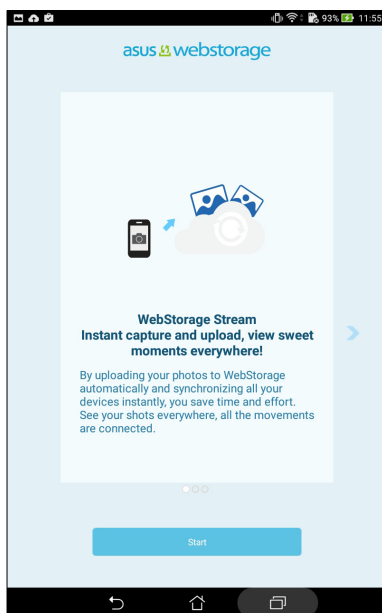 93% 11:55
asus webstorage
WebStorage Stream
Instant capture and upload, view sweet
moments everywhere!
By uploading your photos to WebStorage
automatically and synchronizing all your
devices instantly, you save time and effort.
See your shots everywhere, all the movements
are connected.
Start